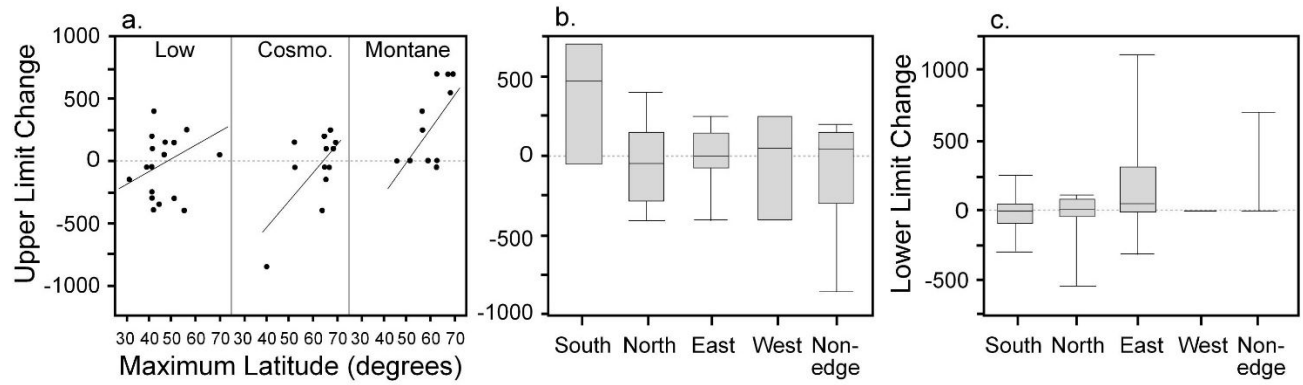 a.
Low Cosmo. Montane
Upper Limit Change
1000
500
0
-500
-1000
30 40 50 60 70 30 40 50 60 70 30 40 50 60 70
Maximum Latitude (degrees)
b.
500
0
-500
-1000
South North East West Non-
edge
c.
Lower Limit Change
1000
500
0
-500
South North East West Non-
edge